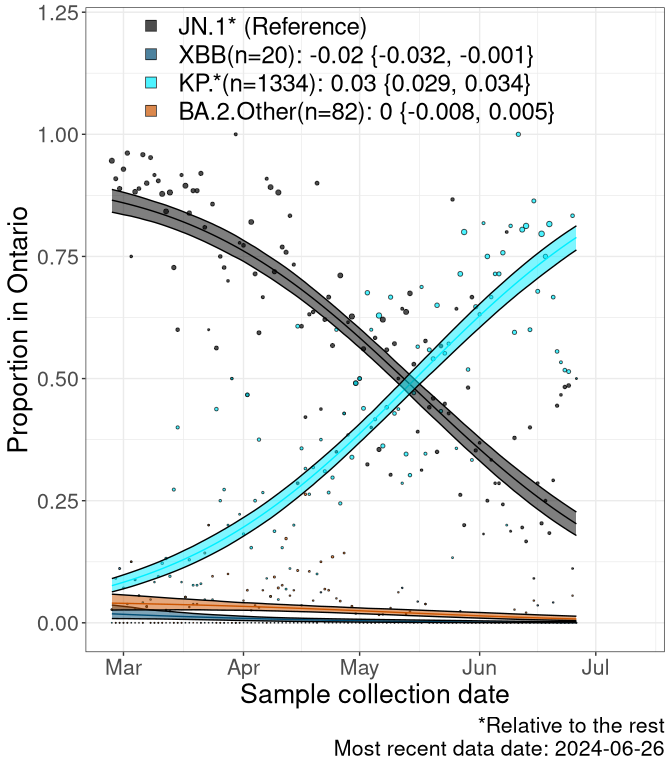 1.25
JN.1* (Reference)
XBB(n=20): -0.02 {-0.032, -0.001}
KP.*(n=1334): 0.03 {0.029, 0.034}
BA.2.Other(n=82): 0 {-0.008, 0.005}
1.00
0.75
0.50
0.25
0.00
Proportion in Ontario
Mar Apr May Jun Jul
Sample collection date
*Relative to the rest
Most recent data date: 2024-06-26